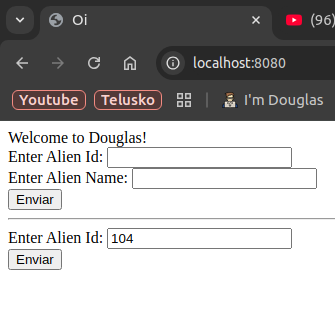 Oi
(96)
localhost:8080
Youtube Telusko I'm Douglas
Welcome to Douglas!
Enter Alien Id:
Enter Alien Name:
Enviar
Enter Alien Id: 104
Enviar